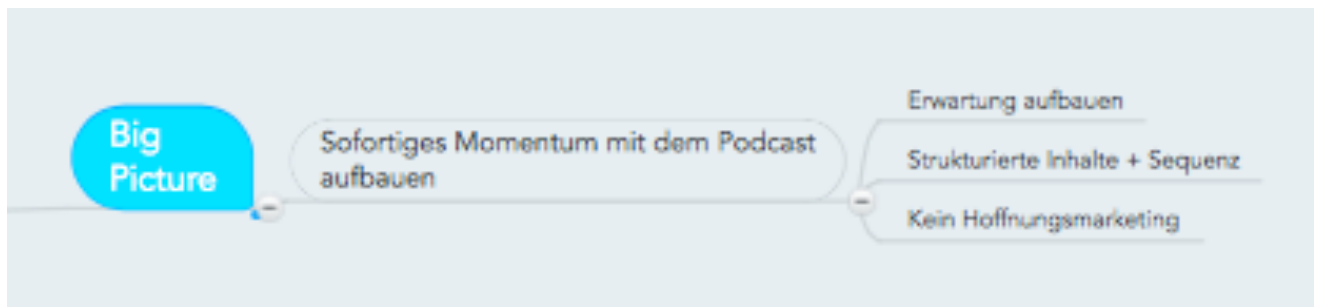 Big
Picture
Sofortiges Momentum mit dem Podcast
aufbauen
Erwartung aufbauen
Strukturierte Inhalte + Sequenz
Kein Hoffnungsmarketing